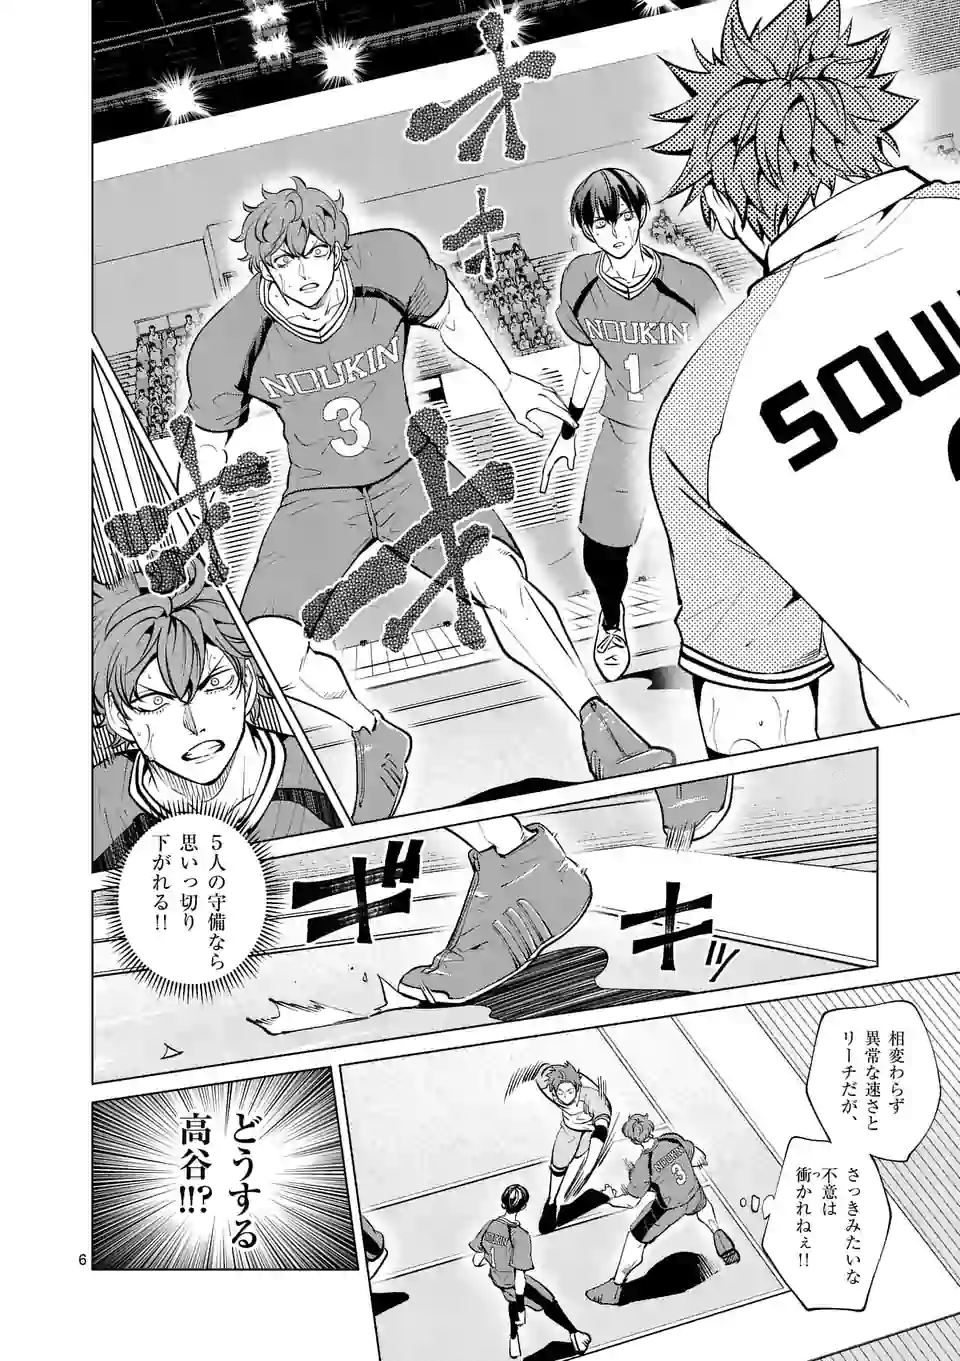 オ
オ
オ
オ
NOUKIN
3
NOUKIN
1
SOU
5人の守備なら
思いっ切り
下がれる!!
ギキッ
相変わらず
異常な速さと
リーチだが、
さっきみたいな
不意は
衝かれねぇ!!
っ
NOUKIN
3
どうする
高谷!!?
6